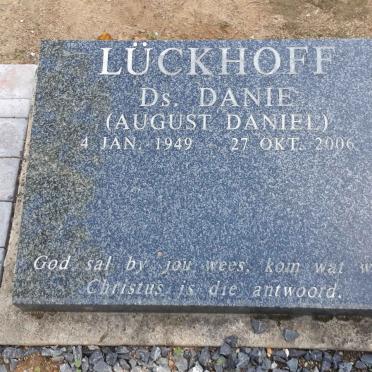 LÜCKHOFF
Ds. DANIE
(AUGUST DANIEL)
4 JAN. 1949 27 OKT. 2006
God sal by jou wees, kom wat w
Christus is die antwoord.